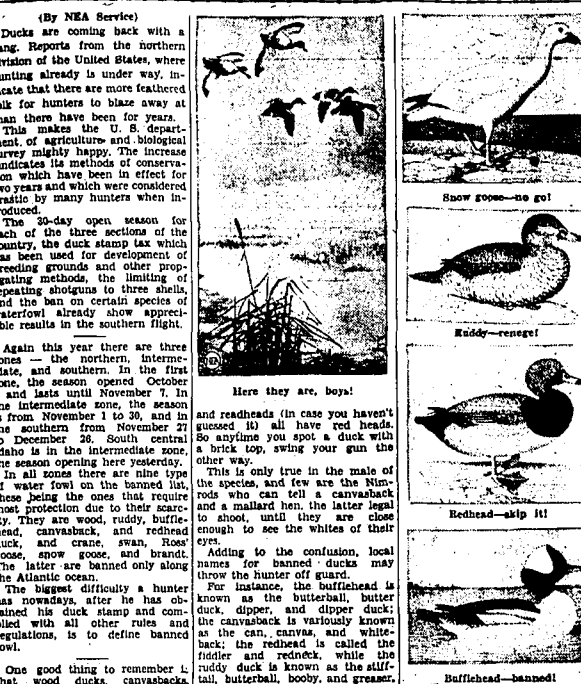 (By NEA Service)
Ducks are coming back with a
ang. Reports from the northern
ivision of the United States, where
unting already is under way, in-
icate that there are more feathered
olk for hunters to blaze away at
han there have been for years.
This makes the U. S. depart-
ent of agriculture and biological
urvey mighty happy. The increase
indicates its methods of conserva-
on which have been in effect for
wo years and which were considered
rastic by many hunters when in-
roduced.
The 30-day open season for
ach of the three sections of the
ountry, the duck stamp tax which
as been used for development of
reeding grounds and other prop-
gating methods, the limiting of
epeating shotguns to three shells,
nd the ban on certain species of
aterfowl already show appreci-
ble results in the southern flight.
Again this year there are three
ones — the northern, interme-
iate, and southern. In the first
one, the season opened October
and lasts until November 7. In
he intermediate zone, the season
s from November 1 to 30, and in
he southern from November 27
o December 26. South central
daho is in the intermediate zone,
he season opening here yesterday.
In all zones there are nine type
f water fowl on the banned list,
hese being the ones that require
most protection due to their scarc-
ty. They are wood, ruddy, buffle-
ead, canvasback, and redhead
uck, and crane, swan, Ross'
oose, snow goose, and brandt.
The latter are banned only along
he Atlantic ocean.
The biggest difficulty a hunter
as nowadays, after he has ob-
ained his duck stamp and com-
plied with all other rules and
egulations, is to define banned
owl.
One good thing to remember i
hat wood ducks, canvasbacks,
Here they are, boys!
and readheads (in case you haven't
guessed it) all have red heads.
So anytime you spot a duck with
a brick top, swing your gun the
other way.
This is only true in the male of
the species, and few are the Nim-
rods who can tell a canvasback
and a mallard hen, the latter legal
to shoot, until they are close
enough to see the whites of their
eyes.
Adding to the confusion, local
names for banned ducks may
throw the hunter off guard.
For instance, the bufflehead is
known as the butterball, butter
duck, dipper, and dipper duck;
the canvasback is variously known
as the can, canvas, and white-
back; the redhead is called the
fiddler and redneck, while the
ruddy duck is known as the stiff-
tail, butterball, booby, and greaser,
Snow goose—no go!
Ruddy—renege!
Redhead—skip it!
Bufflehead—banned!